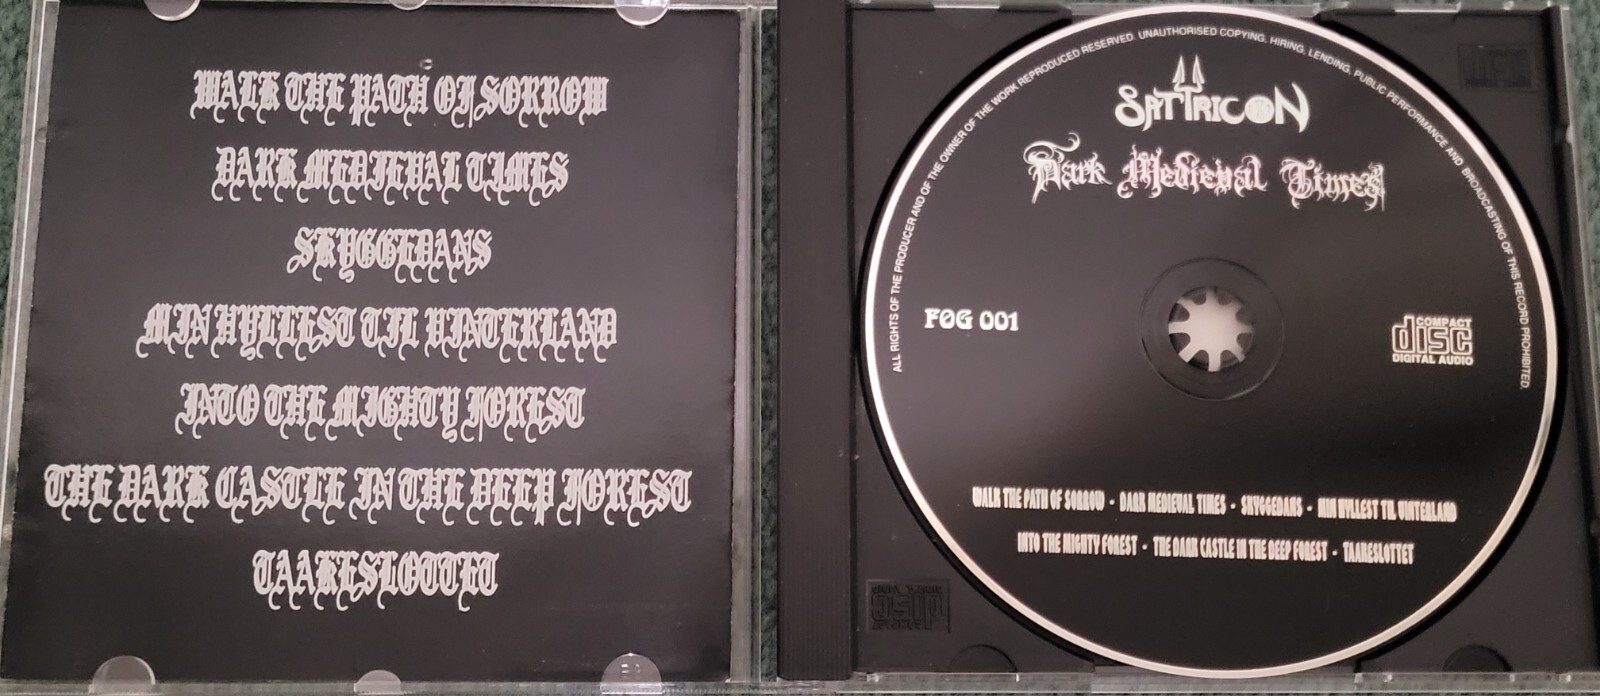 WALK THE PATH OF SORROW
DARK MEDIEVAL TIMES
SKYGGEDANS
MIN HYLLEST TIL VINTERLAND
INTO THE MIGHTY FOREST
THE DARK CASTLE IN THE DEEP FOREST
TAAKESLOTTET
ALL RIGHTS OF THE PRODUCER AND OF THE OWNER OF THE WORK REPRODUCED RESERVED. UNAUTHORISED COPYING, HIRING, LENDING, PUBLIC PERFORMANCE AND BROADCASTING OF THIS RECORD PROHIBITED.
SATYRICON
Dark Medieval Times
FOG 001
COMPACT
disc
DIGITAL AUDIO
WALK THE PATH OF SORROW - DARK MEDIEVAL TIMES - SKYGGEDANS - MIN HYLLEST TIL VINTERLAND
INTO THE MIGHTY FOREST - THE DARK CASTLE IN THE DEEP FOREST - TAAKESLOTTET